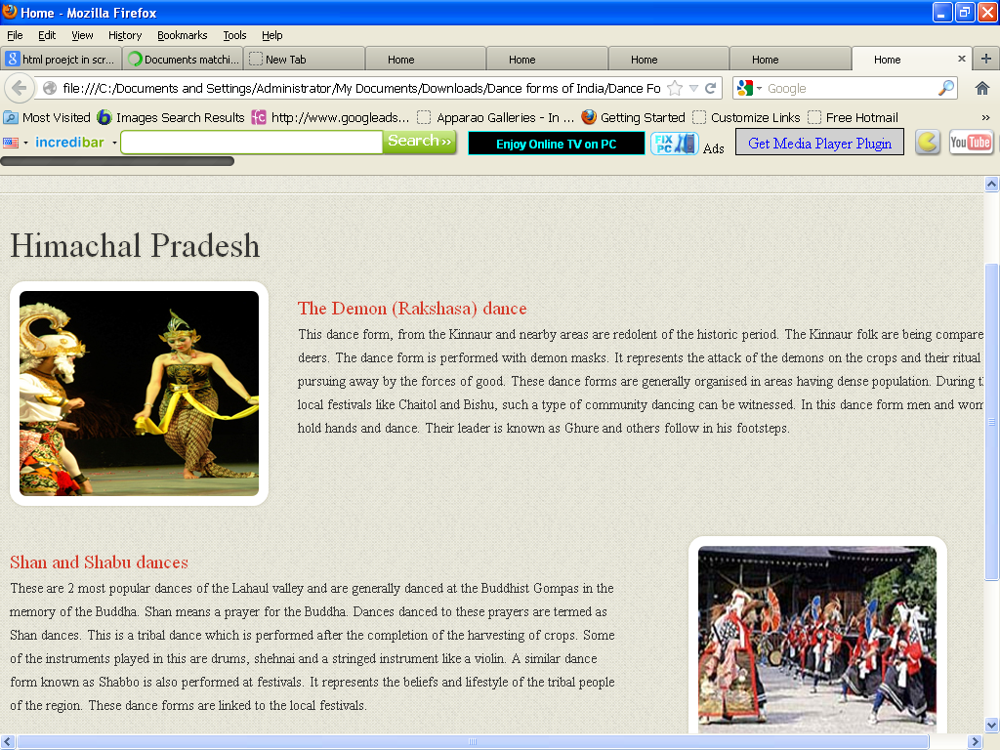 Home - Mozilla Firefox
File Edit View History Bookmarks Tools Help
html proejct in scr... Documents matchi... New Tab Home Home Home Home Home
file:///C:/Documents and Settings/Administrator/My Documents/Downloads/Dance forms of India/Dance Fo Google
Most Visited Images Search Results http://www.googleads... Apparao Galleries - In ... Getting Started Customize Links Free Hotmail »
incredibar Search›› Enjoy Online TV on PC FIX PC Ads Get Media Player Plugin You Tube
Himachal Pradesh
The Demon (Rakshasa) dance
This dance form, from the Kinnaur and nearby areas are redolent of the historic period. The Kinnaur folk are being compare
deers. The dance form is performed with demon masks. It represents the attack of the demons on the crops and their ritual
pursuing away by the forces of good. These dance forms are generally organised in areas having dense population. During t
local festivals like Chaitol and Bishu, such a type of community dancing can be witnessed. In this dance form men and wom
hold hands and dance. Their leader is known as Ghure and others follow in his footsteps.
Shan and Shabu dances
These are 2 most popular dances of the Lahaul valley and are generally danced at the Buddhist Gompas in the
memory of the Buddha. Shan means a prayer for the Buddha. Dances danced to these prayers are termed as
Shan dances. This is a tribal dance which is performed after the completion of the harvesting of crops. Some
of the instruments played in this are drums, shehnai and a stringed instrument like a violin. A similar dance
form known as Shabbo is also performed at festivals. It represents the beliefs and lifestyle of the tribal people
of the region. These dance forms are linked to the local festivals.